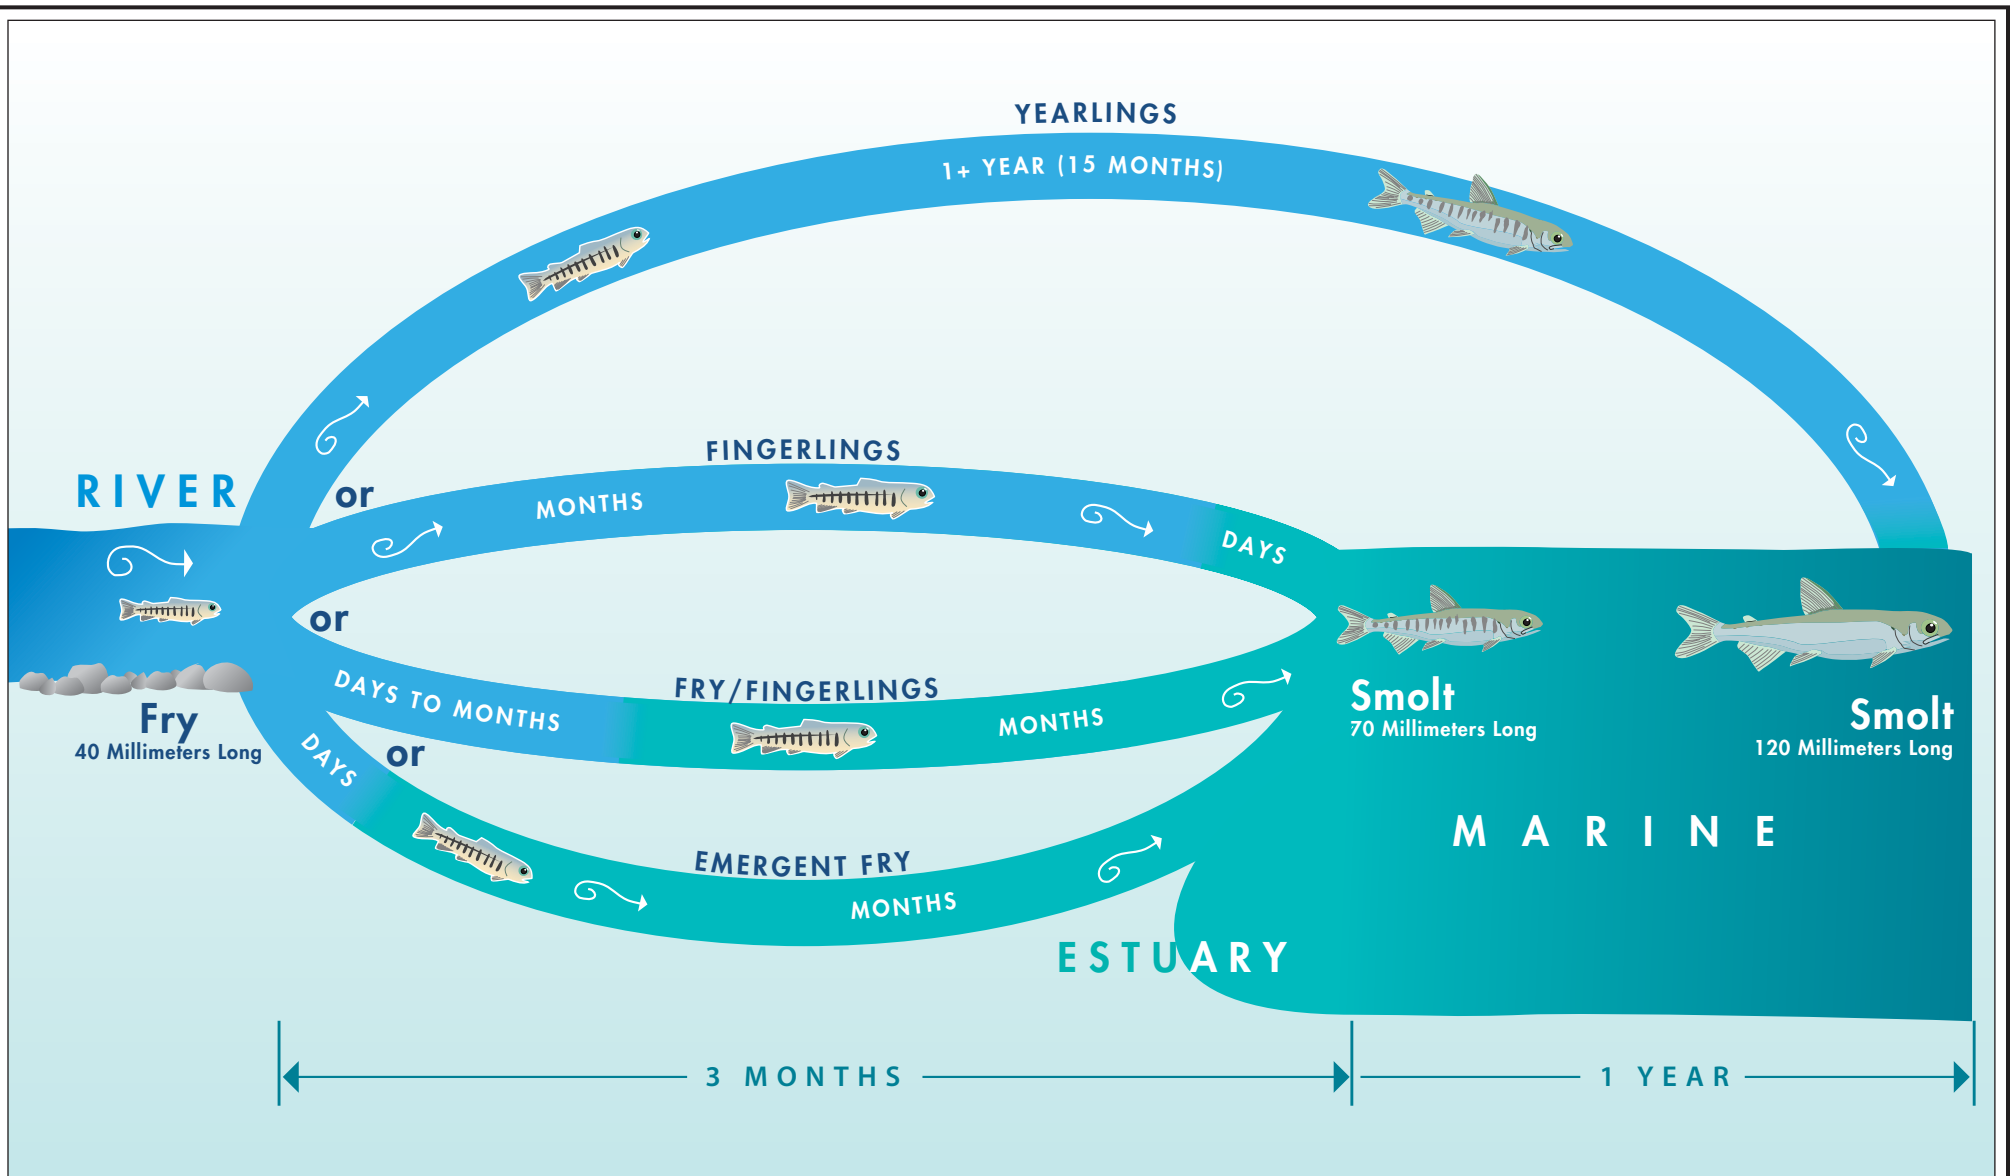 YEARLINGS
1+ YEAR (15 MONTHS)
FINGERLINGS
RIVER
or
MONTHS
DAYS
or
DAYS TO MONTHS
FRY/FINGERLINGS
MONTHS
Smolt
70 Millimeters Long
Smolt
120 Millimeters Long
Fry
40 Millimeters Long
DAYS
or
MARINE
EMERGENT FRY
MONTHS
ESTUARY
3 MONTHS
1 YEAR